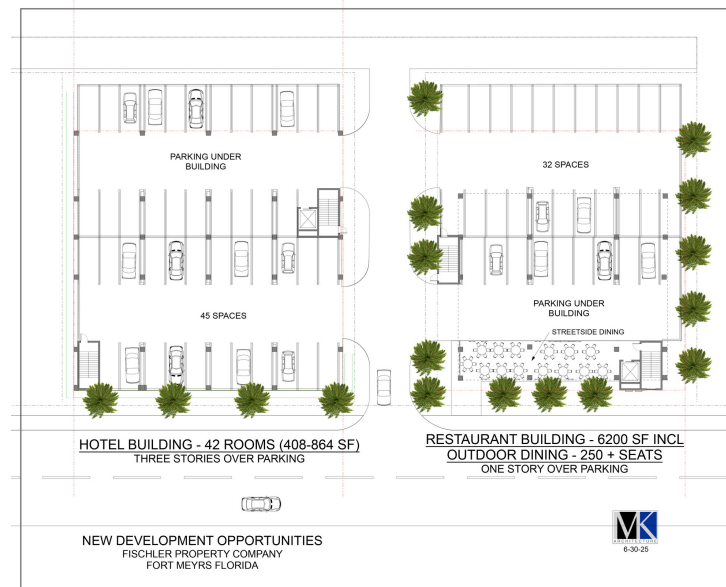 PARKING UNDER
BUILDING
32 SPACES
45 SPACES
PARKING UNDER
BUILDING
STREETSIDE DINING
HOTEL BUILDING - 42 ROOMS (408-864 SF)
THREE STORIES OVER PARKING
RESTAURANT BUILDING - 6200 SF INCL
OUTDOOR DINING - 250 + SEATS
ONE STORY OVER PARKING
NEW DEVELOPMENT OPPORTUNITIES
FISCHLER PROPERTY COMPANY
FORT MEYRS FLORIDA
MK
ARCHITECTURE
6-30-25